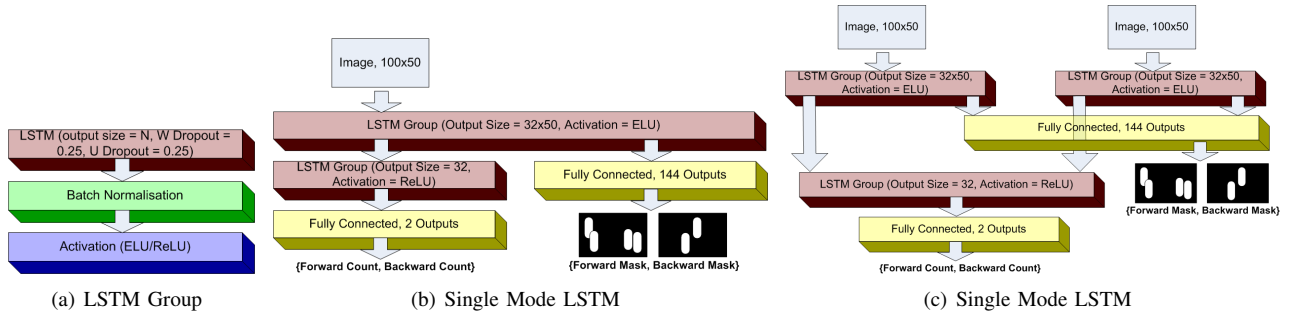 LSTM (output size = N, W Dropout =
0.25, U Dropout = 0.25)
Batch Normalisation
Activation (ELU/ReLU)
(a) LSTM Group
Image, 100x50
LSTM Group (Output Size = 32x50, Activation = ELU)
LSTM Group (Output Size = 32,
Activation = ReLU)
Fully Connected, 144 Outputs
Fully Connected, 2 Outputs
{Forward Count, Backward Count}
{Forward Mask, Backward Mask}
(b) Single Mode LSTM
Image, 100x50
Image, 100x50
LSTM Group (Output Size = 32x50,
Activation = ELU)
LSTM Group (Output Size = 32x50,
Activation = ELU)
Fully Connected, 144 Outputs
LSTM Group (Output Size = 32, Activation = ReLU)
{Forward Mask, Backward Mask}
Fully Connected, 2 Outputs
{Forward Count, Backward Count}
(c) Single Mode LSTM